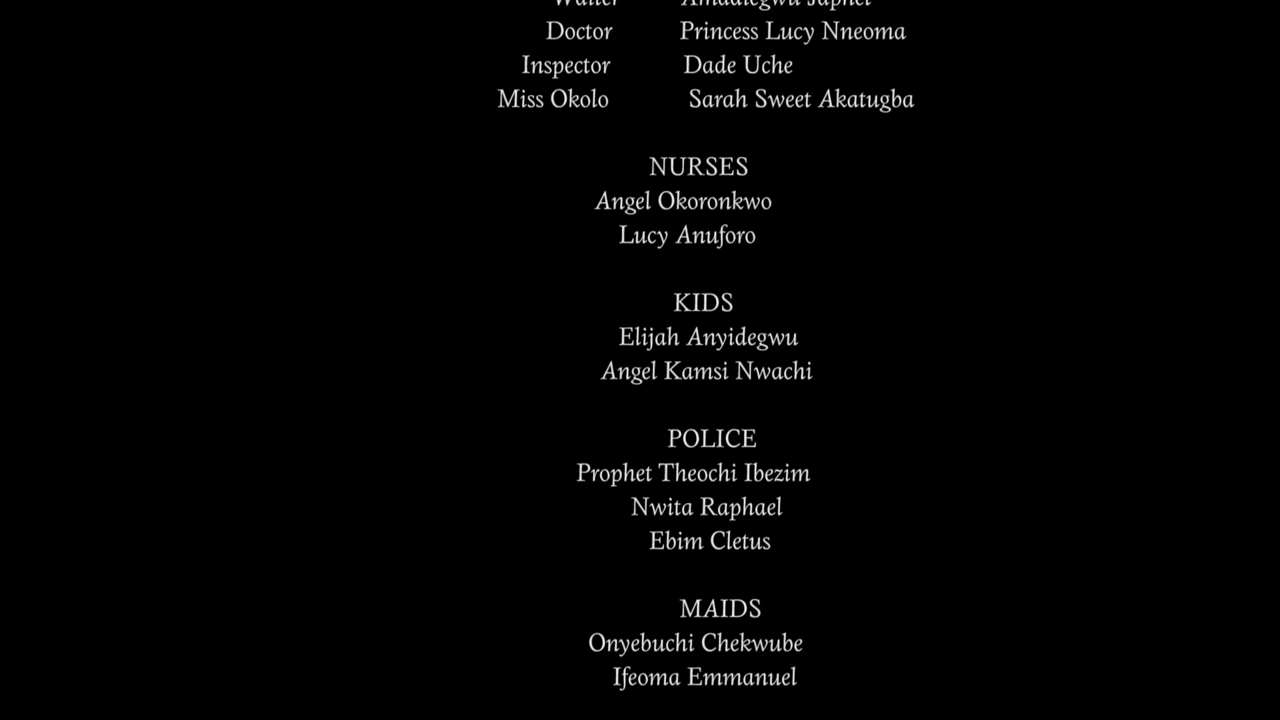 Doctor Princess Lucy Nneoma
Inspector Dade Uche
Miss Okolo Sarah Sweet Akatugba
NURSES
Angel Okoronkwo
Lucy Anuforo
KIDS
Elijah Anyidegwu
Angel Kamsi Nwachi
POLICE
Prophet Theochi Ibezim
Nwita Raphael
Ebim Cletus
MAIDS
Onyebuchi Chekwube
Ifeoma Emmanuel